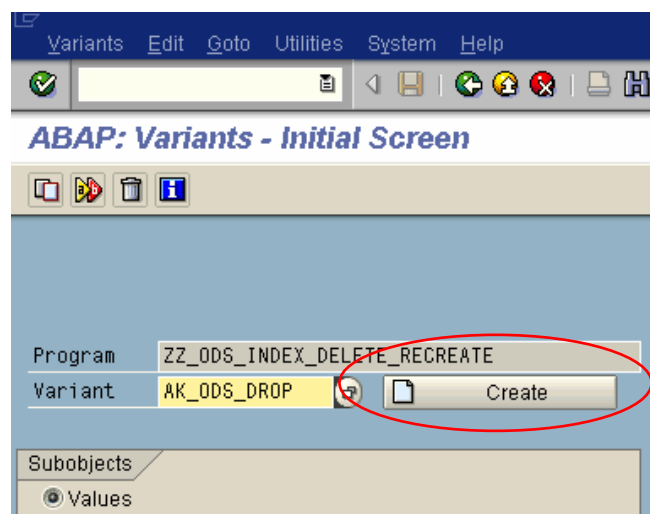 Variants Edit Goto Utilities System Help
ABAP: Variants - Initial Screen
Program ZZ_ODS_INDEX_DELETE_RECREATE
Variant AK_ODS_DROP Create
Subobjects
Values